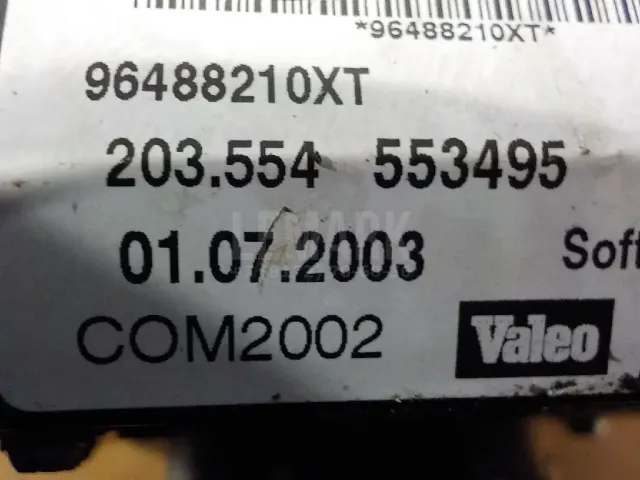 *96488210XT*
96488210XT
203.554 553495
01.07.2003 Soft
COM2002 Valeo